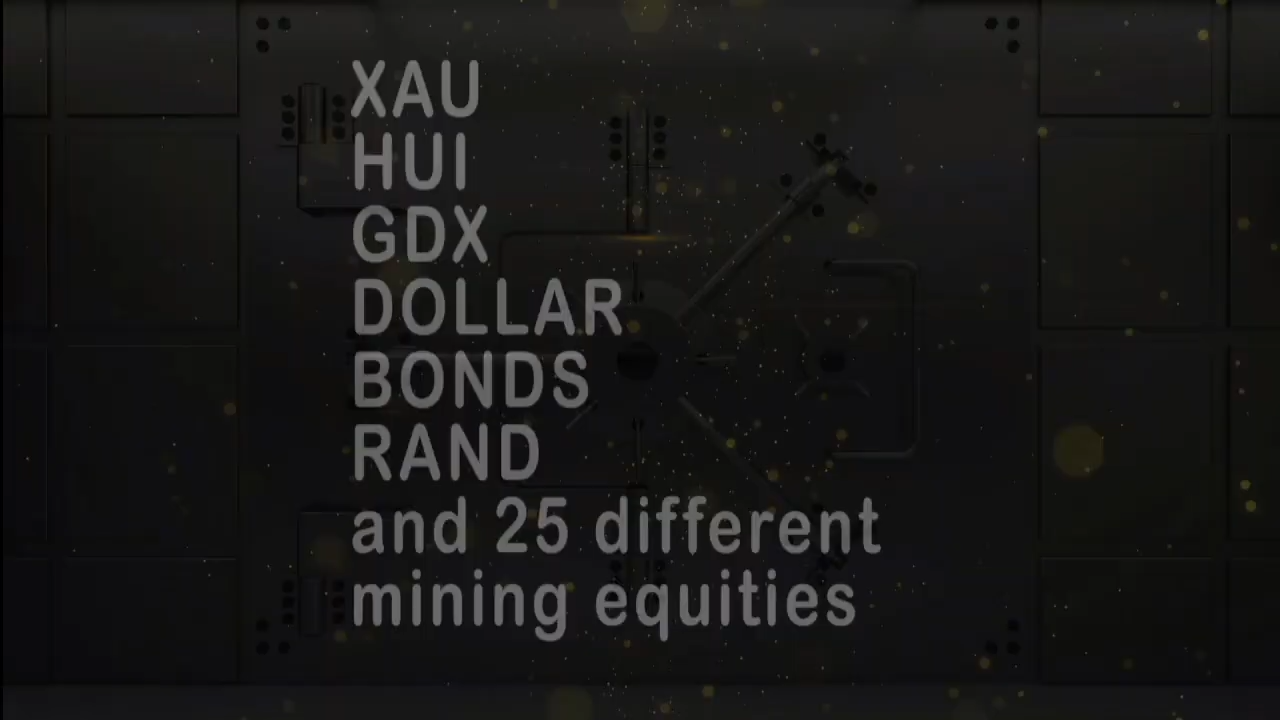 XAU
HUI
GDX
DOLLAR
BONDS
RAND
and 25 different
mining equities